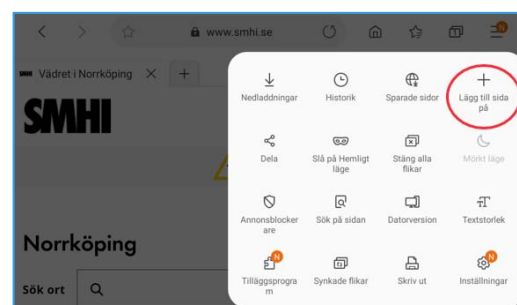 www.smhi.se
N
SMHI Vädret i Norrköping
SMHI
Nedladdningar
Historik
Sparade sidor
Lägg till sida
på
Dela
Slå på Hemligt
läge
Stäng alla
flikar
Mörkt läge
Annonsblocker
are
Sök på sidan
Datorversion
Textstorlek
Norrköping
N
Tilläggsprogra
m
Synkade flikar
Skriv ut
N
Inställningar
Sök ort